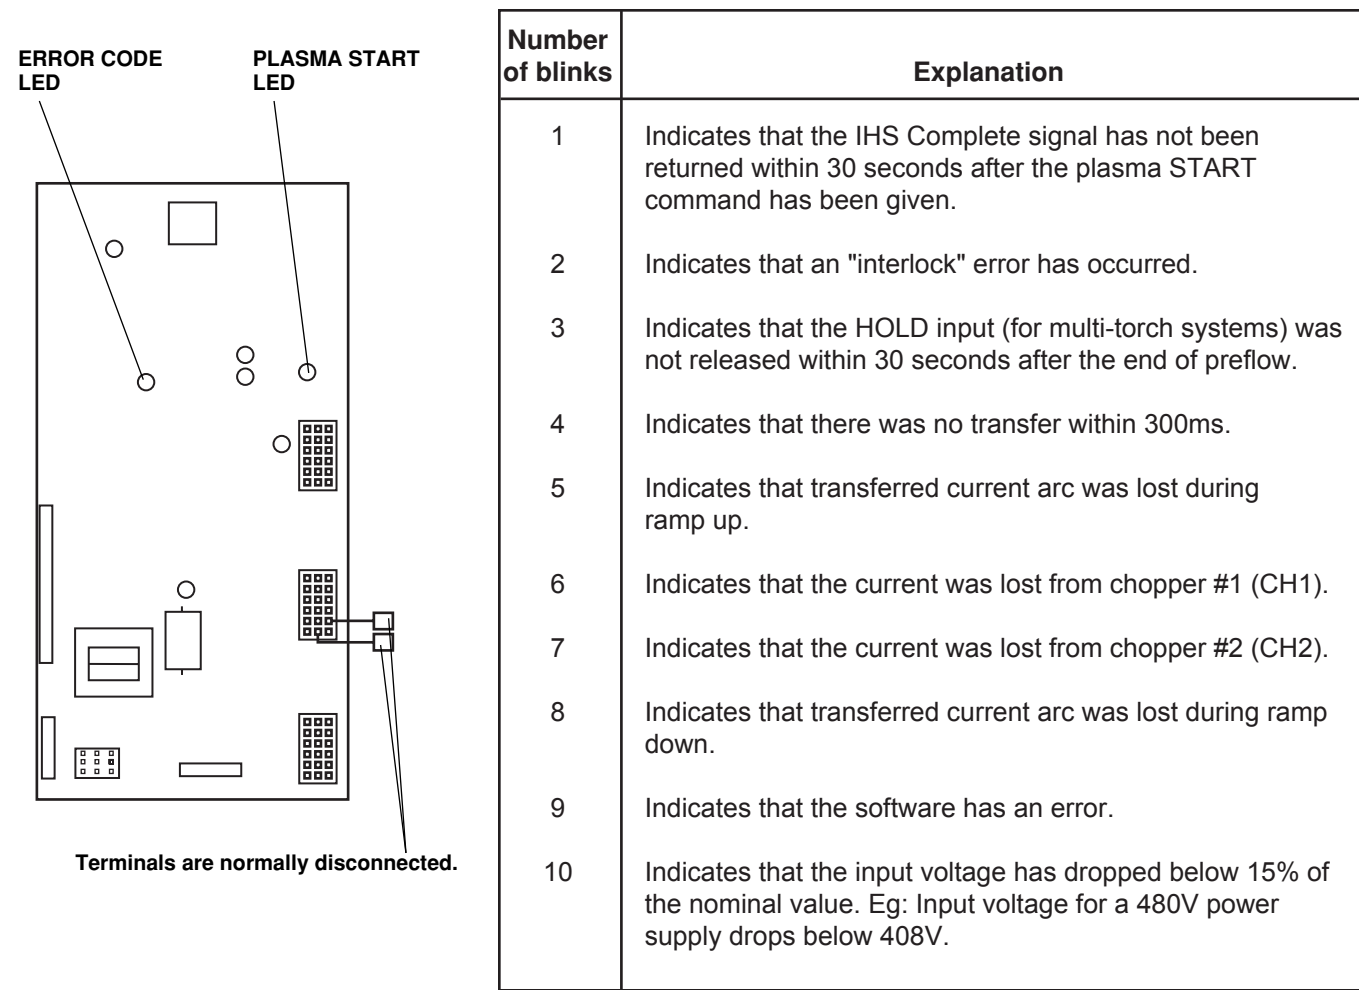 ERROR CODE
LED
PLASMA START
LED
Terminals are normally disconnected.
Number
of blinks
Explanation
1
Indicates that the IHS Complete signal has not been
returned within 30 seconds after the plasma START
command has been given.
2
Indicates that an "interlock" error has occurred.
3
Indicates that the HOLD input (for multi-torch systems) was
not released within 30 seconds after the end of preflow.
4
Indicates that there was no transfer within 300ms.
5
Indicates that transferred current arc was lost during
ramp up.
6
Indicates that the current was lost from chopper #1 (CH1).
7
Indicates that the current was lost from chopper #2 (CH2).
8
Indicates that transferred current arc was lost during ramp
down.
9
Indicates that the software has an error.
10
Indicates that the input voltage has dropped below 15% of
the nominal value. Eg: Input voltage for a 480V power
supply drops below 408V.